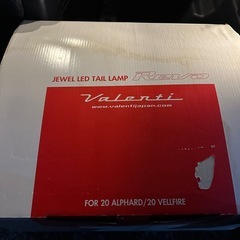 JEWEL LED TAIL LAMP REVO
Valenti
www.valentijapan.com
FOR 20 ALPHARD/20 VELLFIRE